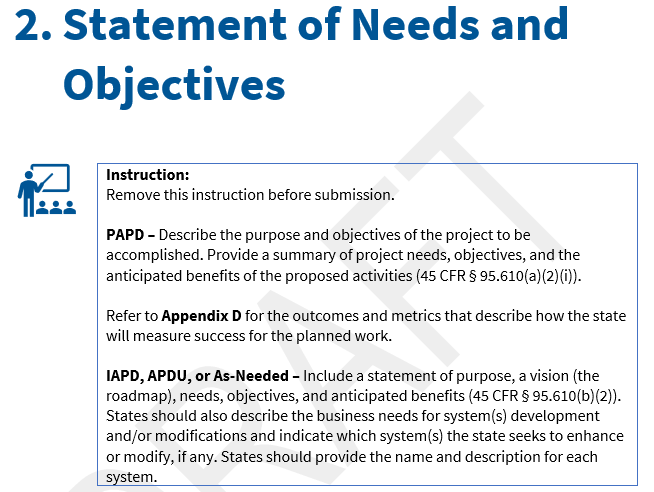 2. Statement of Needs and
Objectives
Instruction:
Remove this instruction before submission.
PAPD – Describe the purpose and objectives of the project to be
accomplished. Provide a summary of project needs, objectives, and the
anticipated benefits of the proposed activities (45 CFR § 95.610(a)(2)(i)).
Refer to Appendix D for the outcomes and metrics that describe how the state
will measure success for the planned work.
IAPD, APDU, or As-Needed – Include a statement of purpose, a vision (the
roadmap), needs, objectives, and anticipated benefits (45 CFR § 95.610(b)(2)).
States should also describe the business needs for system(s) development
and/or modifications and indicate which system(s) the state seeks to enhance
or modify, if any. States should provide the name and description for each
system.
DRAFT